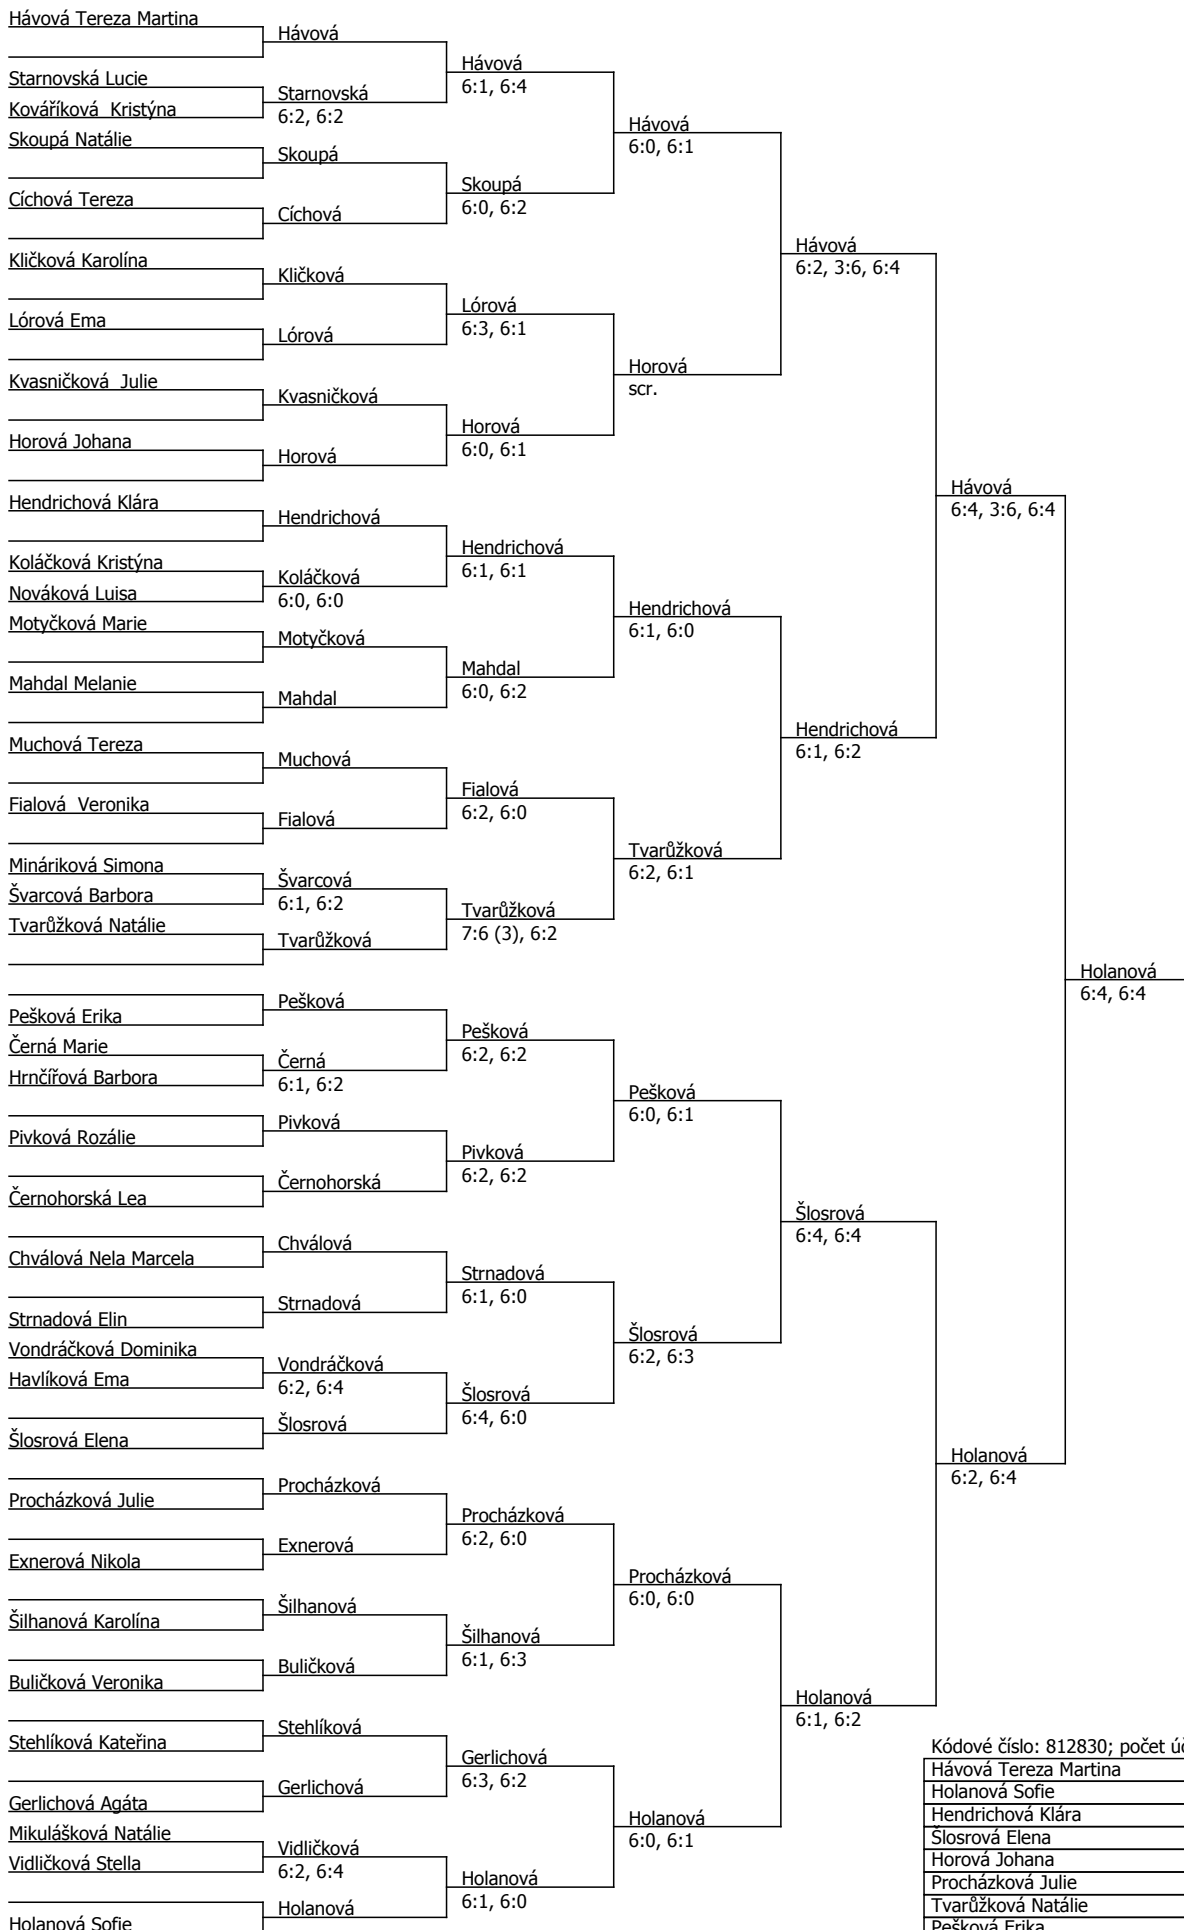 Hávová Tereza Martina
Starnovská Lucie
Kováříková  Kristýna
Skoupá Natálie
Cíchová Tereza
Kličková Karolína
Lórová Ema
Kvasničková  Julie
Horová Johana
Hendrichová Klára
Koláčková Kristýna
Nováková Luisa
Motyčková Marie
Mahdal Melanie
Muchová Tereza
Fialová  Veronika
Mináriková Simona
Švarcová Barbora
Tvarůžková Natálie
Pešková Erika
Černá Marie
Hrnčířová Barbora
Pivková Rozálie
Černohorská Lea
Chválová Nela Marcela
Strnadová Elin
Vondráčková Dominika
Havlíková Ema
Šlosrová Elena
Procházková Julie
Exnerová Nikola
Šilhanová Karolína
Buličková Veronika
Stehlíková Kateřina
Gerlichová Agáta
Mikulášková Natálie
Vidličková Stella
Holanová Sofie
Hávová
Starnovská
6:2, 6:2
Skoupá
Cíchová
Kličková
Lórová
Kvasničková
Horová
Hendrichová
Koláčková
6:0, 6:0
Motyčková
Mahdal
Muchová
Fialová
Švarcová
6:1, 6:2
Tvarůžková
Pešková
Černá
6:1, 6:2
Pivková
Černohorská
Chválová
Strnadová
Vondráčková
6:2, 6:4
Šlosrová
Procházková
Exnerová
Šilhanová
Buličková
Stehlíková
Gerlichová
Vidličková
6:2, 6:4
Holanová
Hávová
6:1, 6:4
Skoupá
6:0, 6:2
Lórová
6:3, 6:1
Horová
6:0, 6:1
Hendrichová
6:1, 6:1
Mahdal
6:0, 6:2
Fialová
6:2, 6:0
Tvarůžková
7:6 (3), 6:2
Pešková
6:2, 6:2
Pivková
6:2, 6:2
Strnadová
6:1, 6:0
Šlosrová
6:4, 6:0
Procházková
6:2, 6:0
Šilhanová
6:1, 6:3
Gerlichová
6:3, 6:2
Holanová
6:1, 6:0
Hávová
6:0, 6:1
Horová
scr.
Hendrichová
6:1, 6:0
Tvarůžková
6:2, 6:1
Pešková
6:0, 6:1
Šlosrová
6:2, 6:3
Procházková
6:0, 6:0
Holanová
6:0, 6:1
Hávová
6:2, 3:6, 6:4
Hendrichová
6:1, 6:2
Šlosrová
6:4, 6:4
Holanová
6:1, 6:2
Hávová
6:4, 3:6, 6:4
Holanová
6:2, 6:4
Holanová
6:4, 6:4
Kódové číslo: 812830; počet úč
Hávová Tereza Martina
Holanová Sofie
Hendrichová Klára
Šlosrová Elena
Horová Johana
Procházková Julie
Tvarůžková Natálie
Pešková Erika